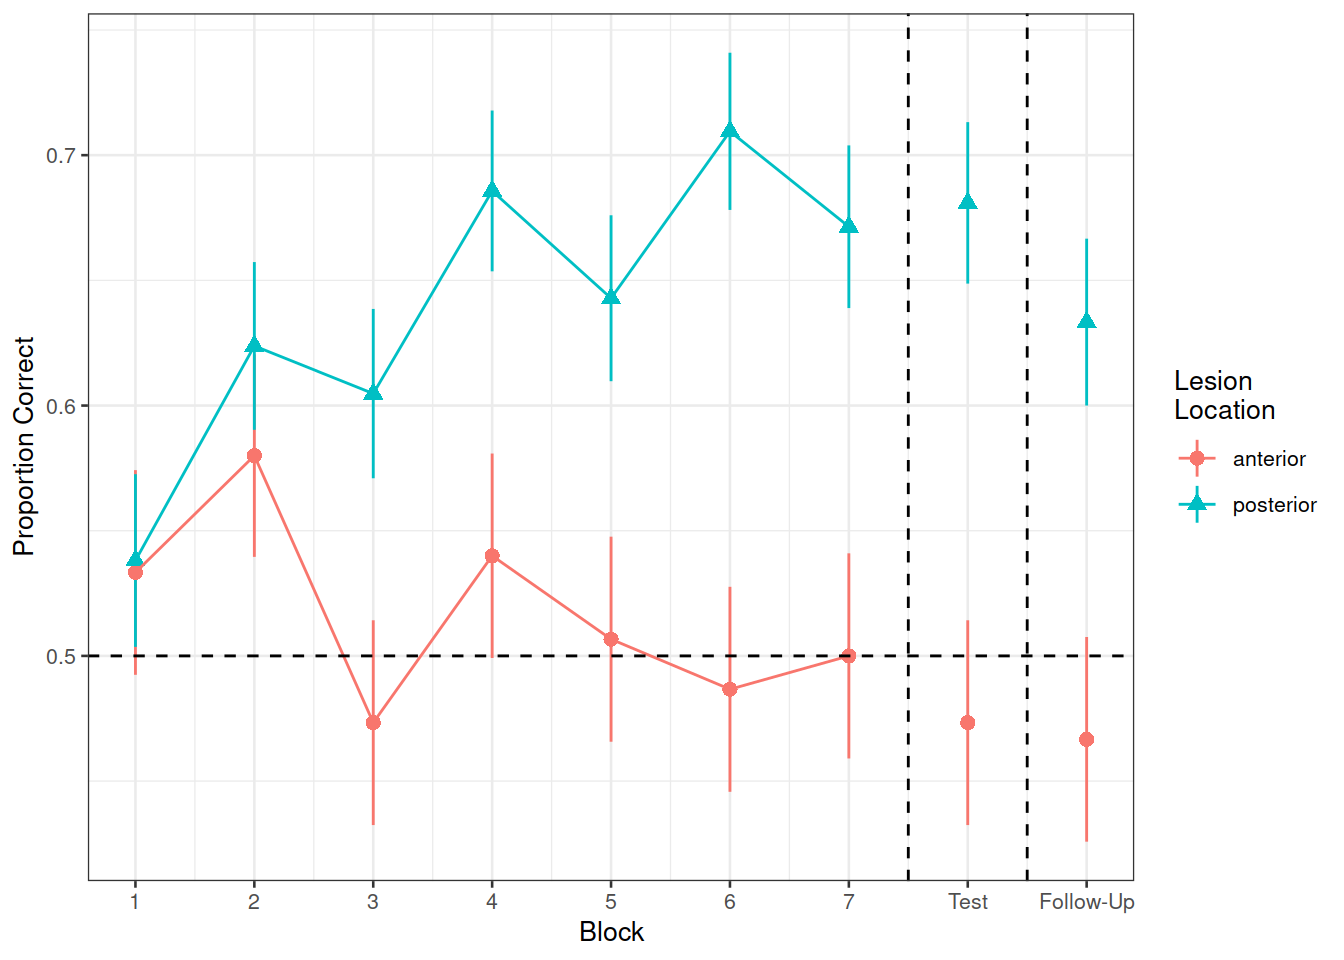 0.7
0.6
0.5
Proportion Correct
1 2 3 4 5 6 7 Test Follow-Up
Block
Lesion
Location
anterior
posterior